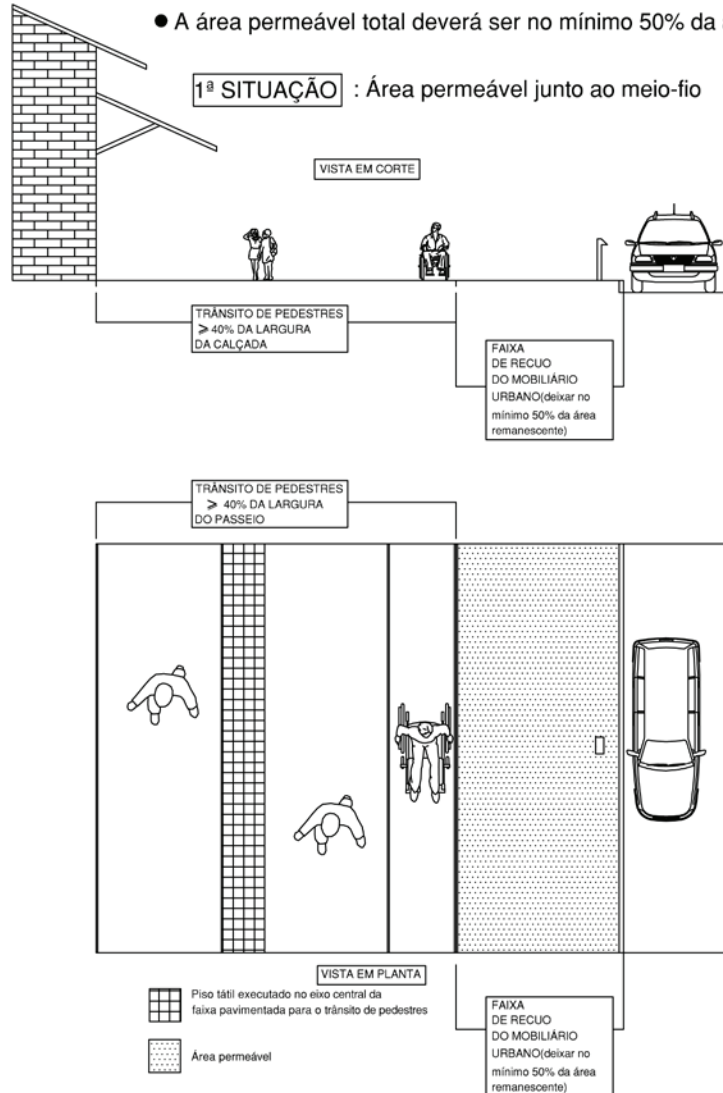 ● A área permeável total deverá ser no mínimo 50% da
1ª SITUAÇÃO : Área permeável junto ao meio-fio
VISTA EM CORTE
TRÂNSITO DE PEDESTRES
⩾ 40% DA LARGURA
DA CALÇADA
FAIXA
DE RECUO
DO MOBILIÁRIO
URBANO(deixar no
mínimo 50% da área
remanescente)
TRÂNSITO DE PEDESTRES
⩾ 40% DA LARGURA
DO PASSEIO
VISTA EM PLANTA
Piso tátil executado no eixo central da
faixa pavimentada para o trânsito de pedestres
Área permeável
FAIXA
DE RECUO
DO MOBILIÁRIO
URBANO(deixar no
mínimo 50% da área
remanescente)